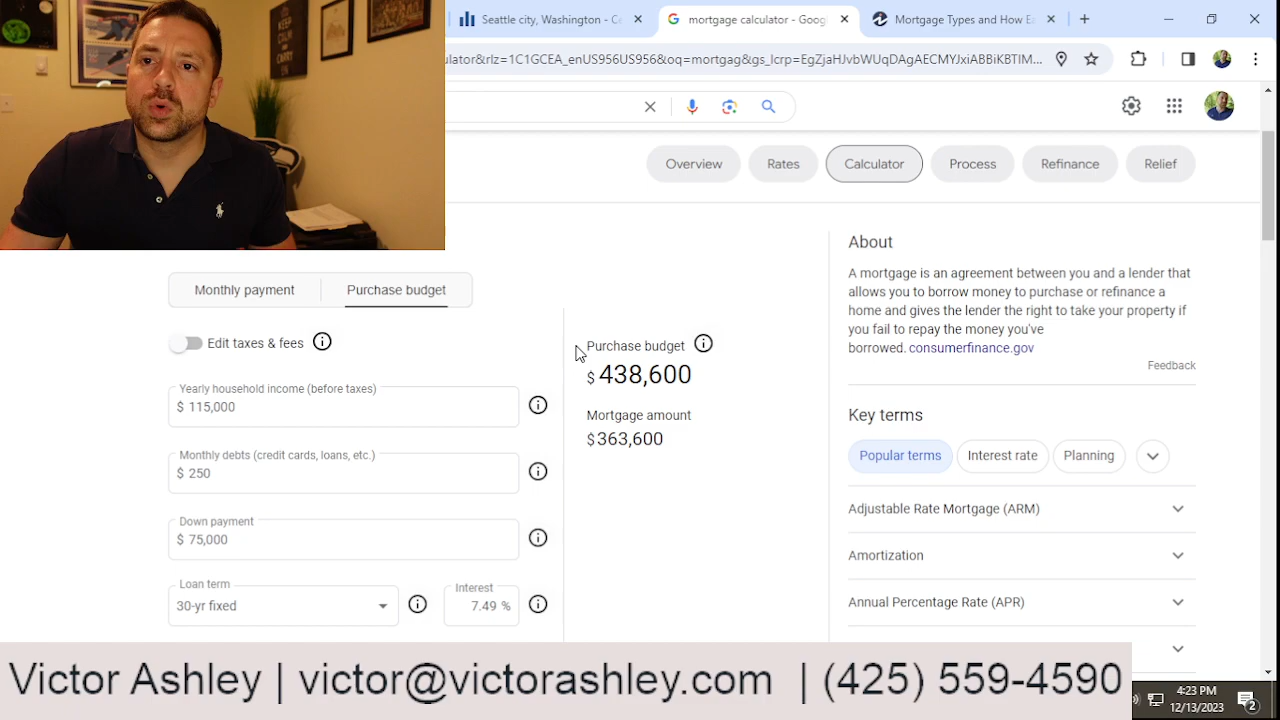 KEEP
CALM
AND
CARRY
ON
Seattle city, Washington - C
mortgage calculator - Googl
Mortgage Types and How E
ulator&rlz=1C1GCEA_enUS956US956&oq=mortgag&gs_lcrp=EgZjaHJvbWUqDAgAECMYJxiABBiKBTIM...
Overview
Rates
Calculator
Process
Refinance
Relief
Monthly payment
Purchase budget
Edit taxes & fees
Yearly household income (before taxes)
$ 115,000
Monthly debts (credit cards, loans, etc.)
$ 250
Down payment
$ 75,000
Loan term
30-yr fixed
Interest
7.49 %
Purchase budget
$ 438,600
Mortgage amount
$363,600
About
A mortgage is an agreement between you and a lender that
allows you to borrow money to purchase or refinance a
home and gives the lender the right to take your property if
you fail to repay the money you've
borrowed. consumerfinance.gov
Feedback
Key terms
Popular terms
Interest rate
Planning
Adjustable Rate Mortgage (ARM)
Amortization
Annual Percentage Rate (APR)
Victor Ashley | victor@victorashley.com | (425) 559-4590
4:23 PM
12/13/2023
2